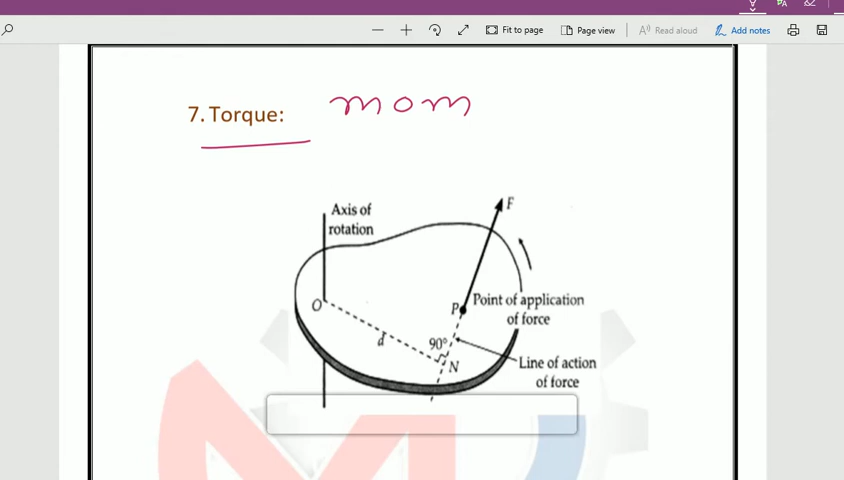 Fit to page Page view Read aloud Add notes
7. Torque: mom
Axis of
rotation
F
O
P Point of application
of force
d
90°
N
Line of action
of force